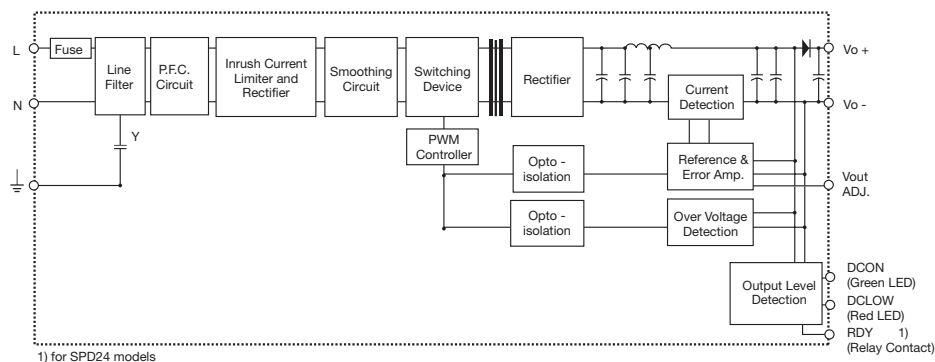 L
Fuse
Line
Filter
P.F.C.
Circuit
Inrush Current
Limiter and
Rectifier
Smoothing
Circuit
Switching
Device
Rectifier
Current
Detection
Vo +
N
Vo -
Y
PWM
Controller
Opto -
isolation
Reference &
Error Amp.
Vout
ADJ.
Opto -
isolation
Over Voltage
Detection
Output Level
Detection
DCON
(Green LED)
DCLOW
(Red LED)
RDY 1)
(Relay Contact)
1) for SPD24 models